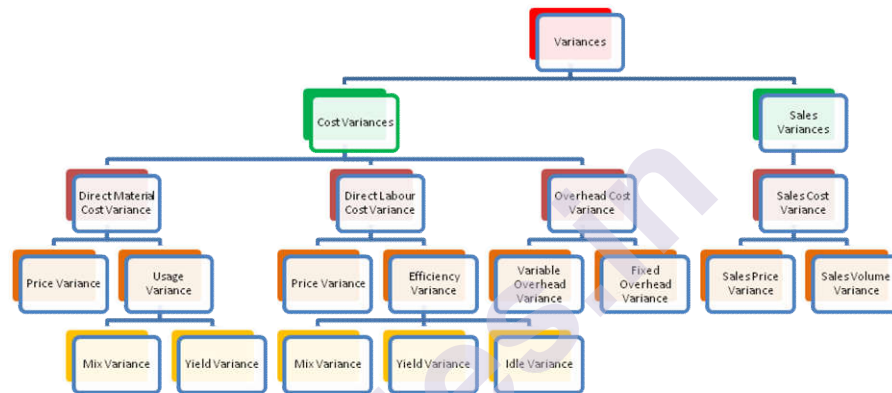 Variances
Cost Variances
Sales
Variances
Direct Material
Cost Variance
Direct Labour
Cost Variance
Overhead Cost
Variance
Sales Cost
Variance
Price Variance
Usage
Variance
Price Variance
Efficiency
Variance
Variable
Overhead
Variance
Fixed
Overhead
Variance
Sales Price
Variance
Sales Volume
Variance
Mix Variance
Yield Variance
Mix Variance
Yield Variance
Idle Variance
es.in